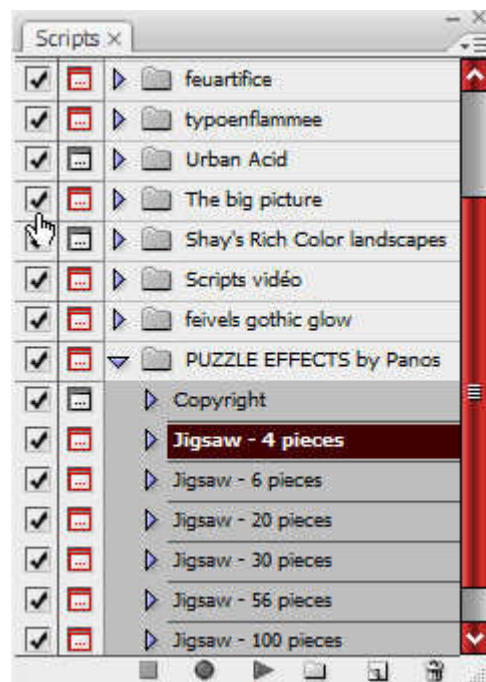 Scripts
feuartifice
typoenflammee
Urban Acid
The big picture
Shay's Rich Color landscapes
Scripts vidéo
feivels gothic glow
PUZZLE EFFECTS by Panos
Copyright
Jigsaw - 4 pieces
Jigsaw - 6 pieces
Jigsaw - 20 pieces
Jigsaw - 30 pieces
Jigsaw - 56 pieces
Jigsaw - 100 pieces